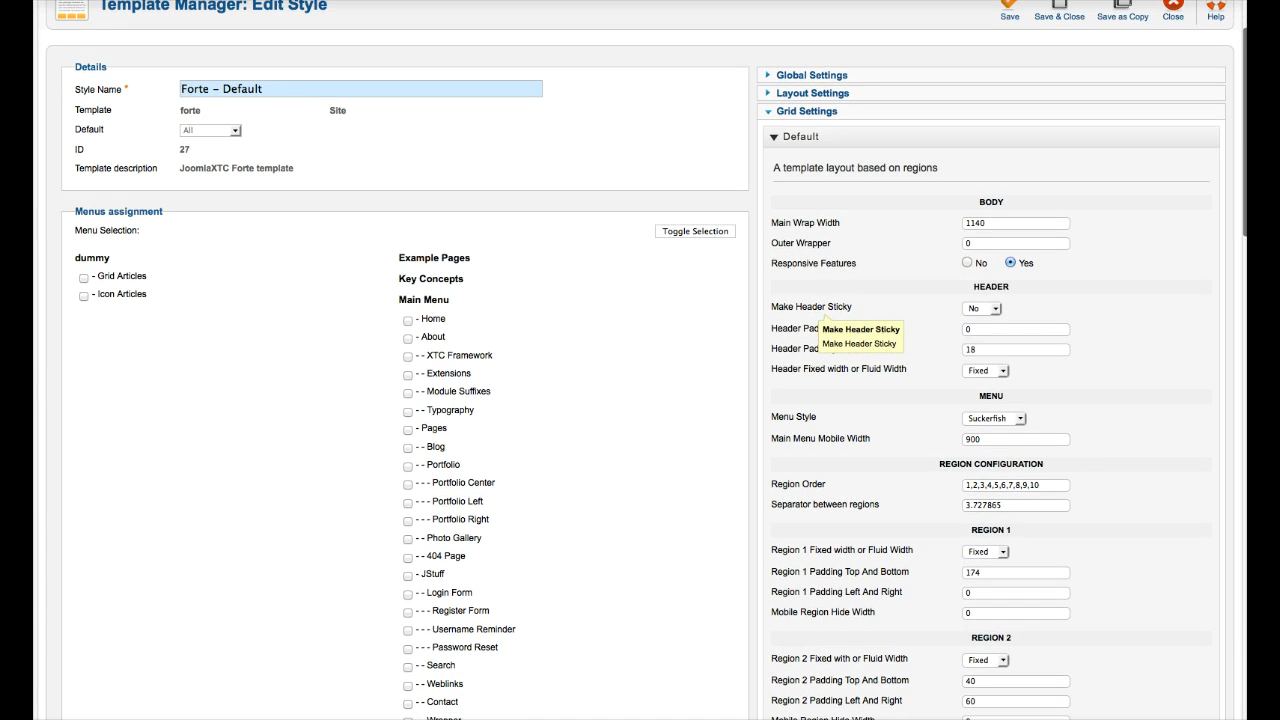 Template Manager: Edit Style
Save
Save & Close
Save as Copy
Close
Help
Details
Style Name *
Forte - Default
Template
forte
Site
Default
All
ID
27
Template description
JoomlaXTC Forte template
Menus assignment
Menu Selection:
Toggle Selection
dummy
- Grid Articles
- Icon Articles
Example Pages
Key Concepts
Main Menu
- Home
- About
- - XTC Framework
- - Extensions
- - Module Suffixes
- - Typography
- Pages
- - Blog
- - Portfolio
- - - Portfolio Center
- - - Portfolio Left
- - - Portfolio Right
- - Photo Gallery
- - 404 Page
- JStuff
- - Login Form
- - - Register Form
- - - Username Reminder
- - - Password Reset
- - Search
- - Weblinks
- - Contact
- - Wrapper
Global Settings
Layout Settings
Grid Settings
Default
A template layout based on regions
BODY
Main Wrap Width
1140
Outer Wrapper
0
Responsive Features
No
Yes
HEADER
Make Header Sticky
No
Make Header Sticky
Make Header Sticky
Header Pad
0
Header Pad
18
Header Fixed width or Fluid Width
Fixed
MENU
Menu Style
Suckerfish
Main Menu Mobile Width
900
REGION CONFIGURATION
Region Order
1,2,3,4,5,6,7,8,9,10
Separator between regions
3.727865
REGION 1
Region 1 Fixed width or Fluid Width
Fixed
Region 1 Padding Top And Bottom
174
Region 1 Padding Left And Right
0
Mobile Region Hide Width
0
REGION 2
Region 2 Fixed with or Fluid Width
Fixed
Region 2 Padding Top And Bottom
40
Region 2 Padding Left And Right
60
Mobile Region Hide Width